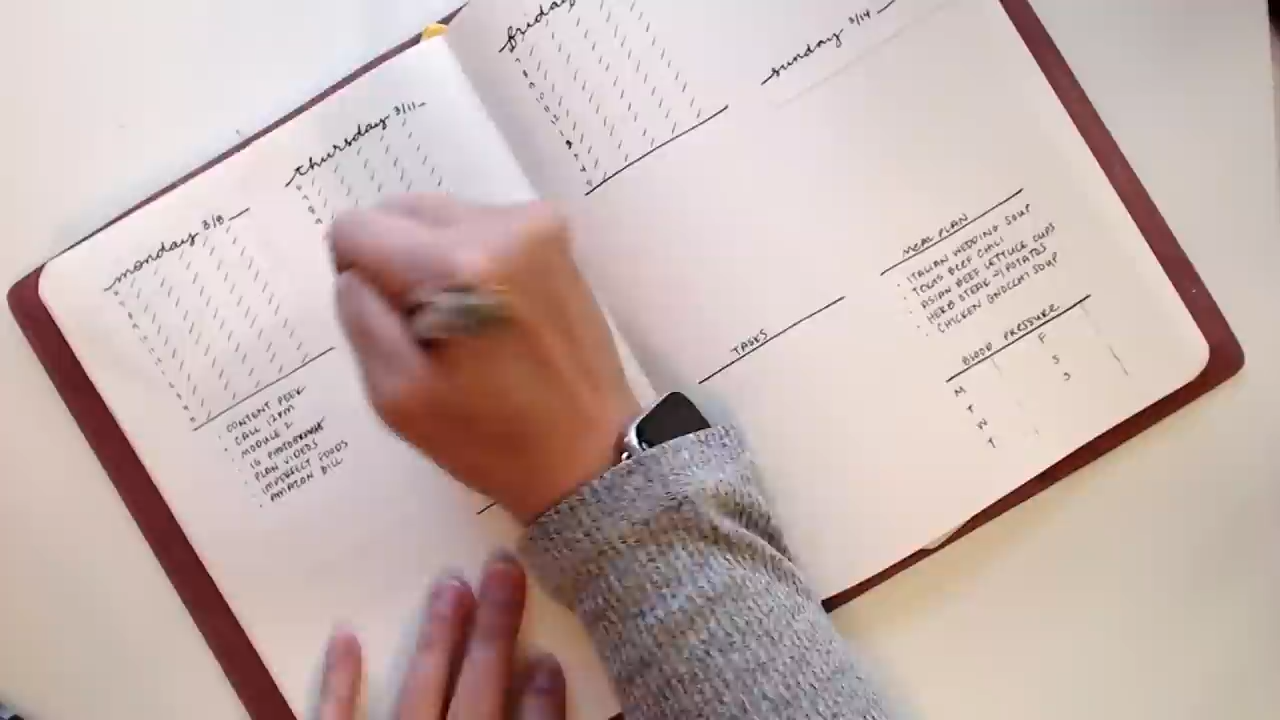 monday 3/8
CONTENT PEEK
CALL 12PM
MODULE 2
PLAN VIDEOS
IMPERFECT FOODS
AMAZON BILL
thursday 3/11
friday
sunday 3/14
TASKS
MEAL PLAN
ITALIAN WEDDING SOUP
TEXAS BEEF CHILI
ASIAN BEEF LETTUCE CUPS
HERB STEAK w/POTATOS
CHICKEN GNOCCHI SOUP
BLOOD PRESSURE
M F
T S
W S
T